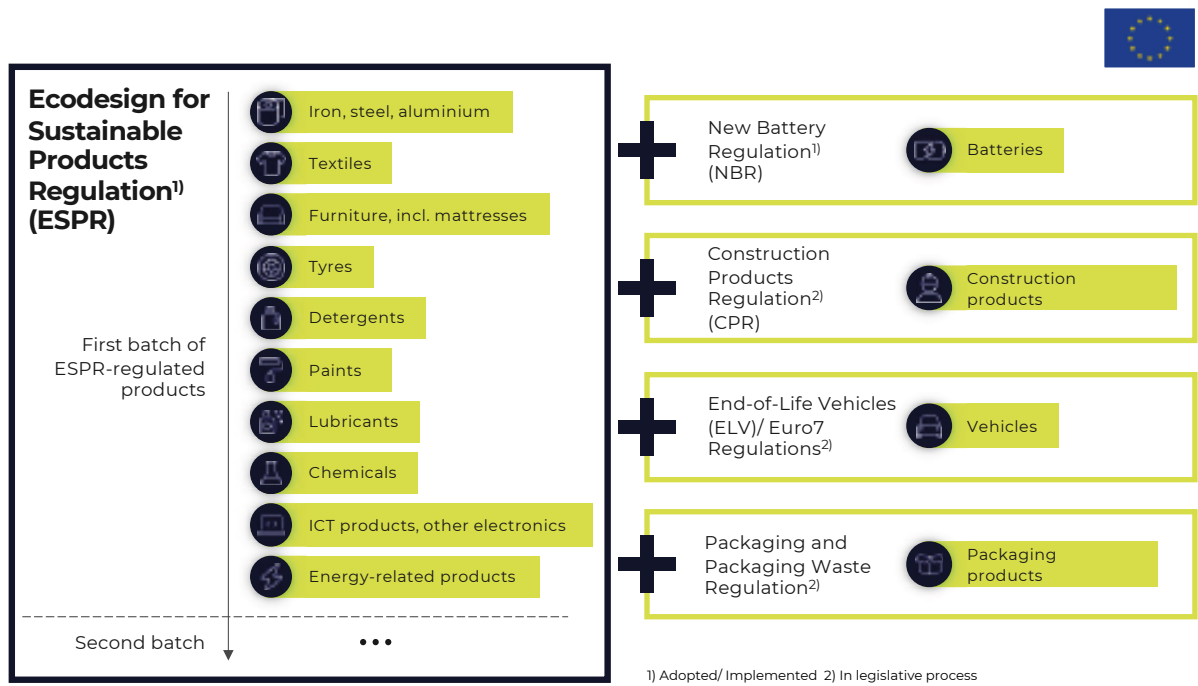 Ecodesign for
Sustainable
Products
Regulation1)
(ESPR)
First batch of
ESPR-regulated
products
Second batch
Iron, steel, aluminium
Textiles
Furniture, incl. mattresses
Tyres
Detergents
Paints
Lubricants
Chemicals
ICT products, other electronics
Energy-related products
•••
New Battery
Regulation1)
(NBR)
Batteries
Construction
Products
Regulation2)
(CPR)
Construction
products
End-of-Life Vehicles
(ELV)/ Euro7
Regulations2)
Vehicles
Packaging and
Packaging Waste
Regulation2)
Packaging
products
1) Adopted/ Implemented 2) In legislative process